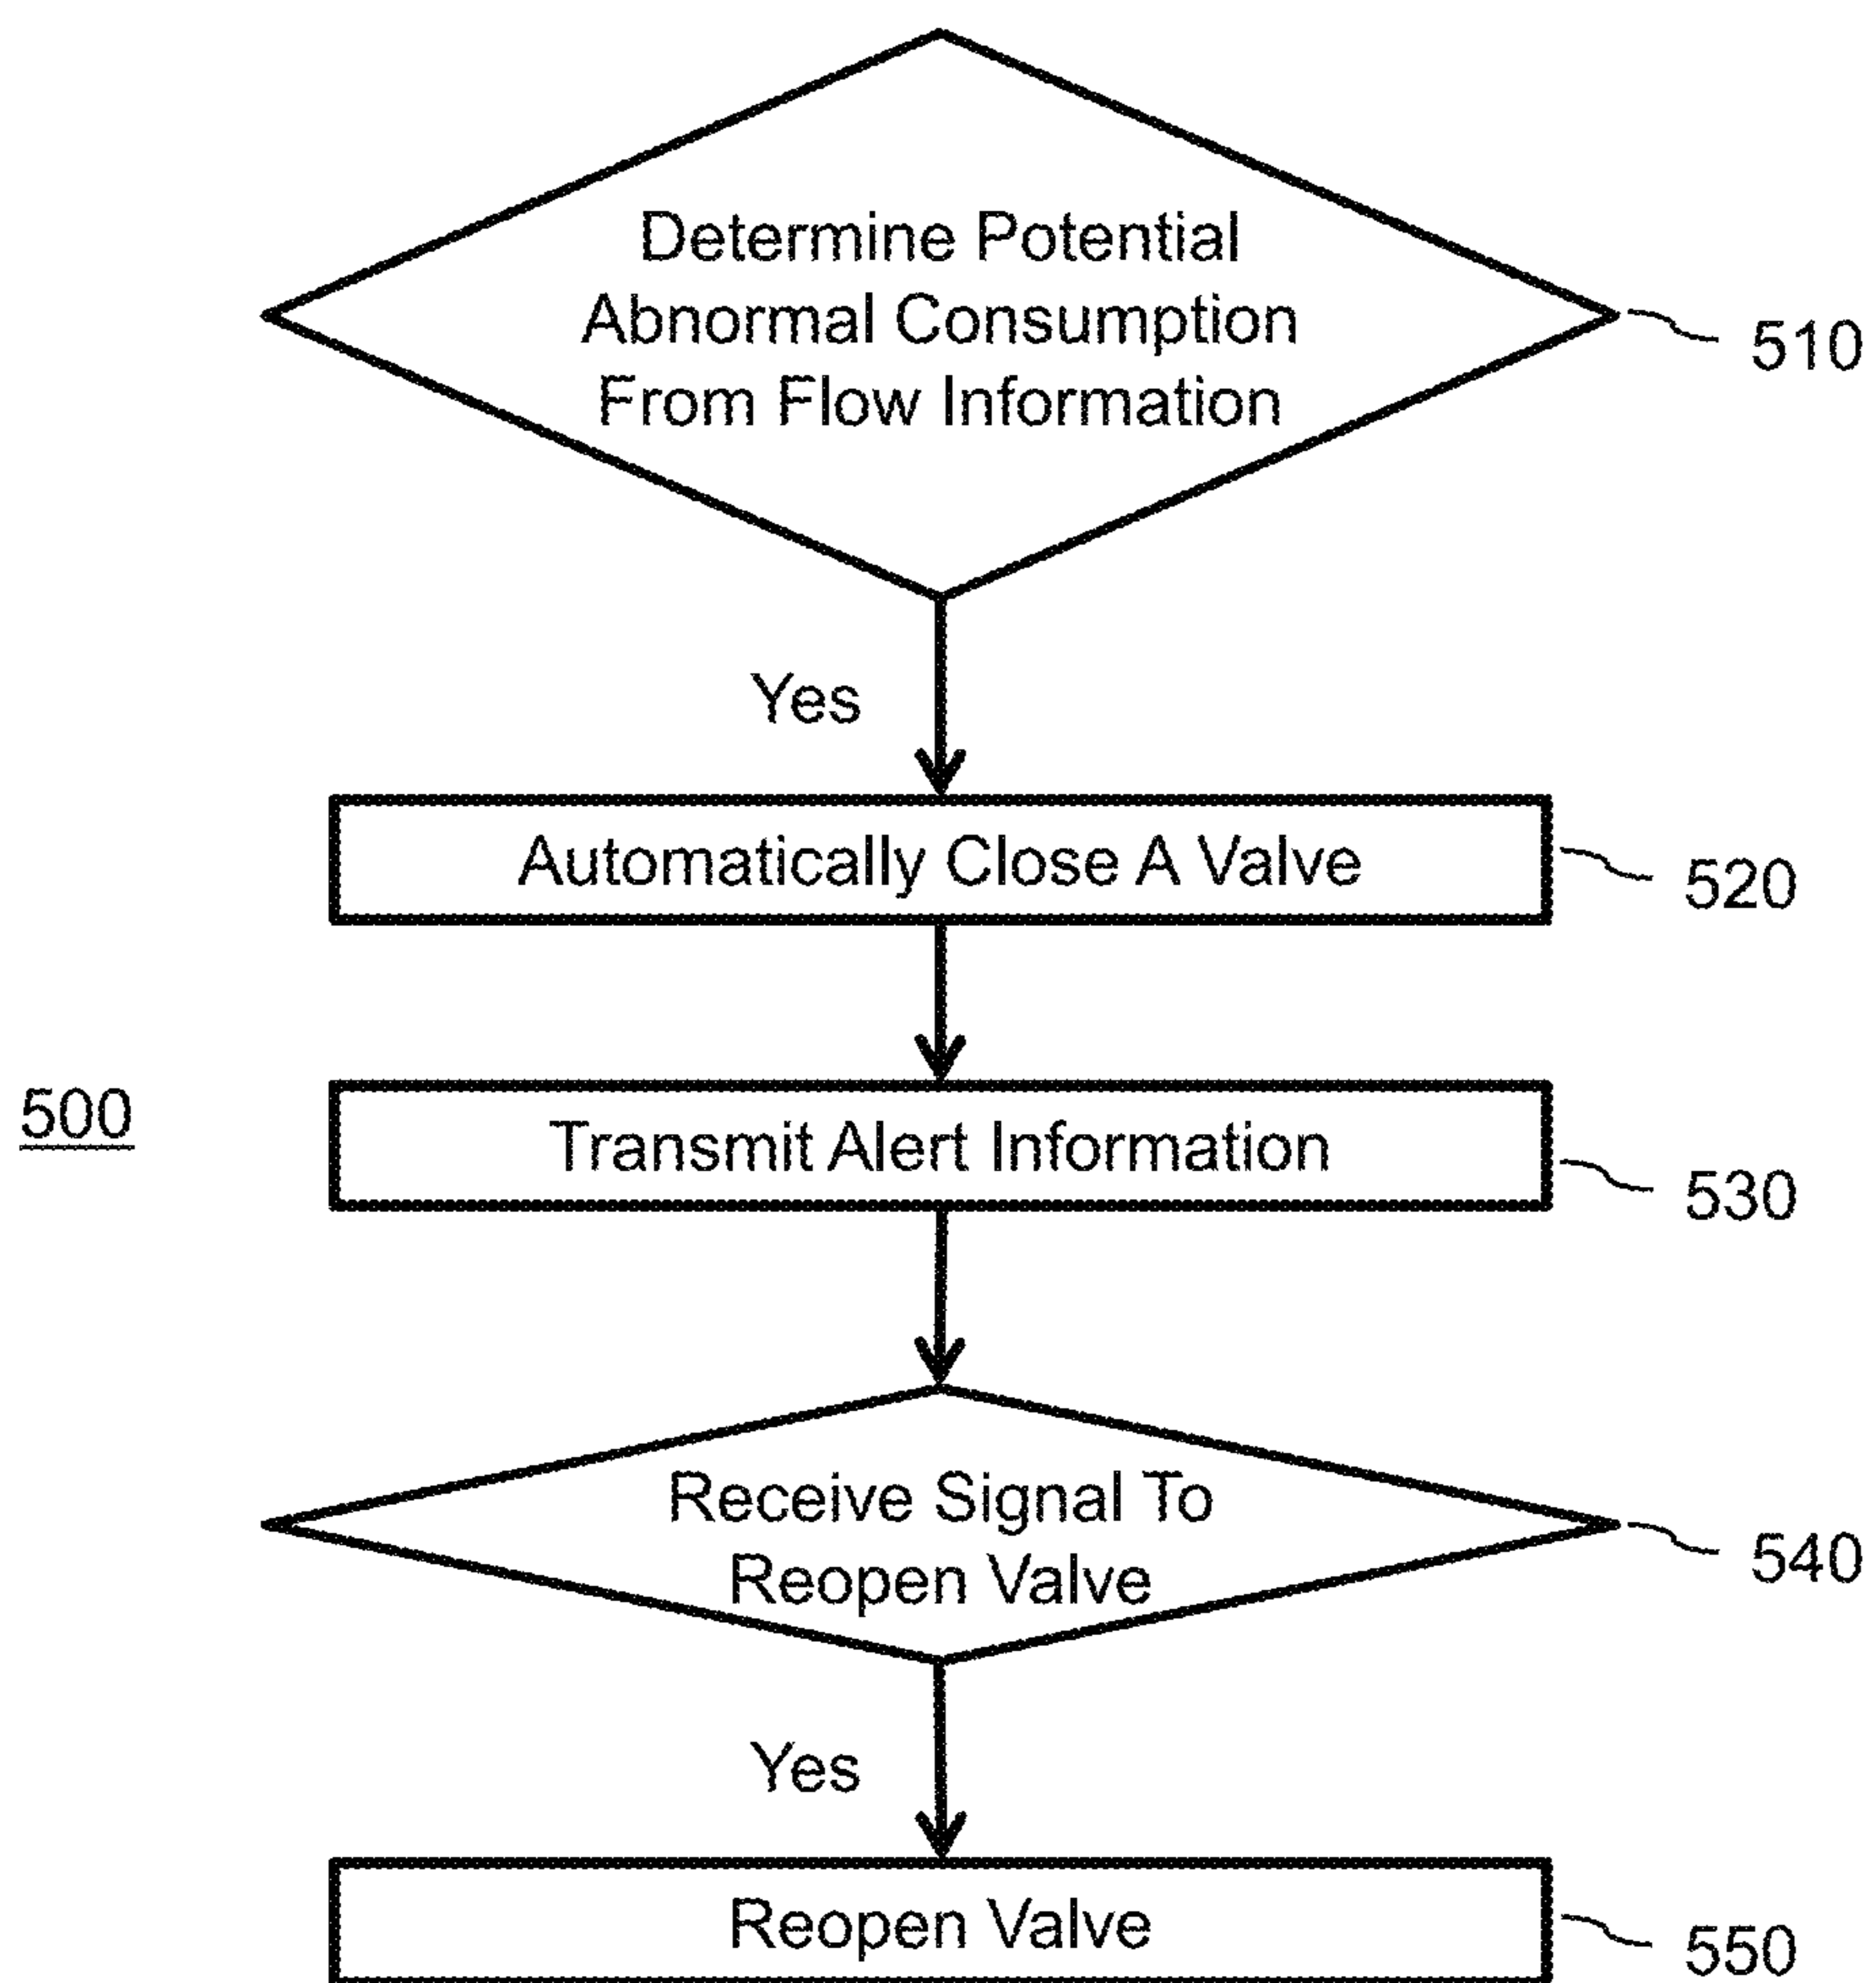 Determine Potential
Abnormal Consumption
From Flow Information
510
Yes
Automatically Close A Valve
520
500
Transmit Alert Information
530
Receive Signal To
Reopen Valve
540
Yes
Reopen Valve
550